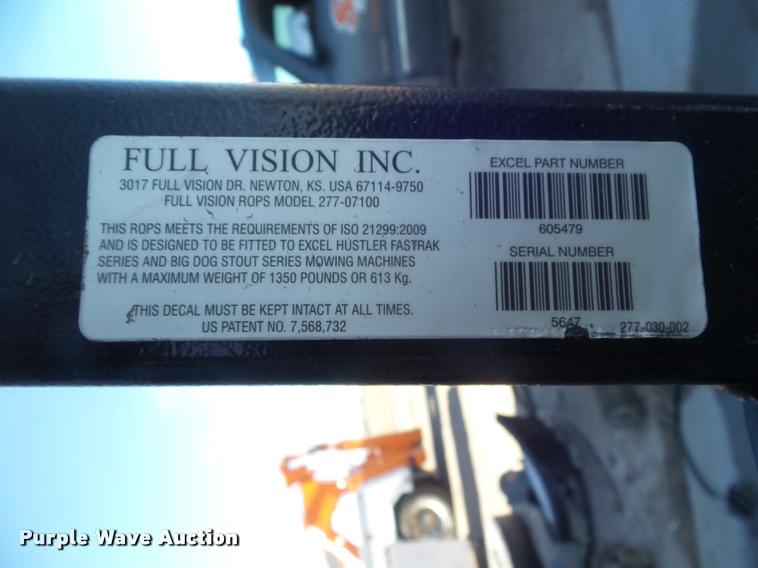 FULL VISION INC.
3017 FULL VISION DR. NEWTON, KS. USA 67114-9750
FULL VISION ROPS MODEL 277-07100
THIS ROPS MEETS THE REQUIREMENTS OF ISO 21299:2009
AND IS DESIGNED TO BE FITTED TO EXCEL HUSTLER FASTRAK
SERIES AND BIG DOG STOUT SERIES MOWING MACHINES
WITH A MAXIMUM WEIGHT OF 1350 POUNDS OR 613 Kg.
THIS DECAL MUST BE KEPT INTACT AT ALL TIMES.
US PATENT NO. 7,568,732
EXCEL PART NUMBER
605479
SERIAL NUMBER
5647
277-030-002
Purple Wave Auction